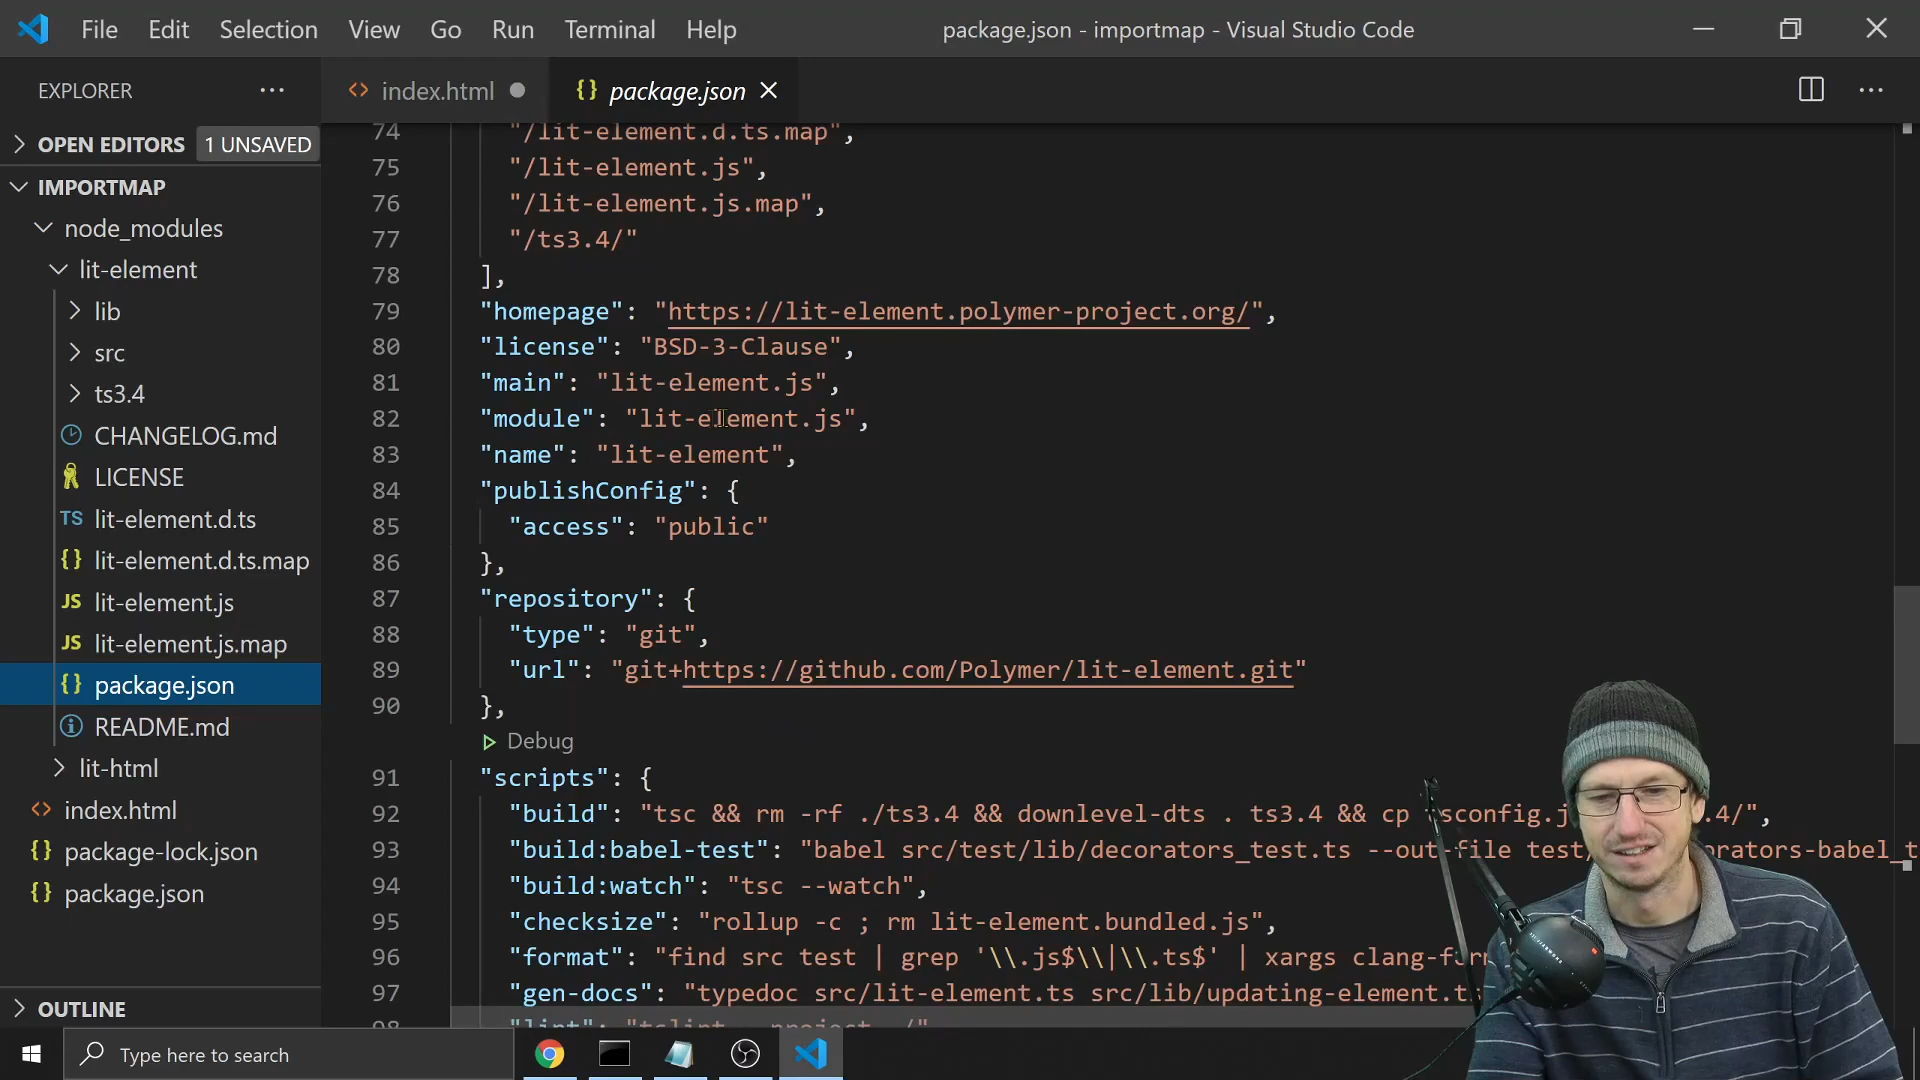 File Edit Selection View Go Run Terminal Help package.json - importmap - Visual Studio Code
EXPLORER
index.html
package.json
OPEN EDITORS 1 UNSAVED
IMPORTMAP
node_modules
lit-element
lib
src
ts3.4
CHANGELOG.md
LICENSE
lit-element.d.ts
lit-element.d.ts.map
lit-element.js
lit-element.js.map
package.json
README.md
lit-html
index.html
package-lock.json
package.json
OUTLINE
74 "/lit-element.d.ts.map",
75 "/lit-element.js",
76 "/lit-element.js.map",
77 "/ts3.4/"
78 ],
79 "homepage": "https://lit-element.polymer-project.org/",
80 "license": "BSD-3-Clause",
81 "main": "lit-element.js",
82 "module": "lit-element.js",
83 "name": "lit-element",
84 "publishConfig": {
85 "access": "public"
86 },
87 "repository": {
88 "type": "git",
89 "url": "git+https://github.com/Polymer/lit-element.git"
90 },
Debug
91 "scripts": {
92 "build": "tsc && rm -rf ./ts3.4 && downlevel-dts . ts3.4 && cp .4/",
93 "build:babel-test": "babel src/test/lib/decorators_test.ts --out-file test/
94 "build:watch": "tsc --watch",
95 "checksize": "rollup -c ; rm lit-element.bundled.js",
96 "format": "find src test | grep '\\.js$\\|\\.ts$' | xargs
97 "gen-docs": "typedoc src/lit-element.ts src/lib/updating-element.ts
98 "lint": "tslint --project ./"
Type here to search